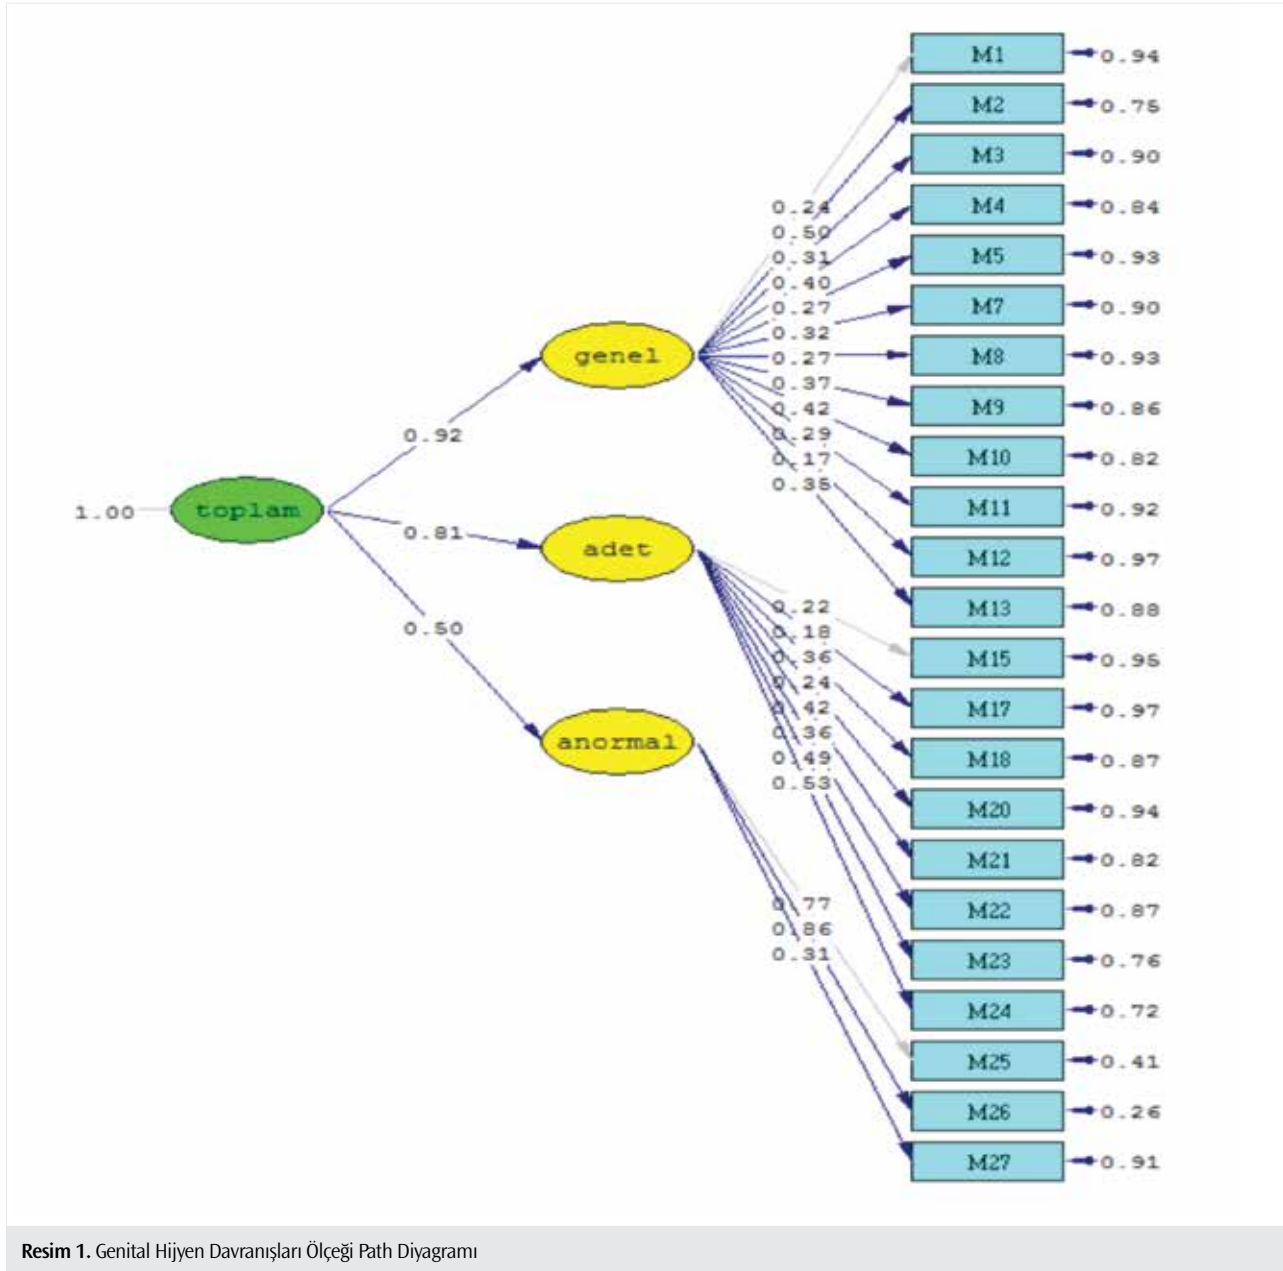 M1 0.94
M2 0.75
M3 0.90
M4 0.84
M5 0.93
M7 0.90
M8 0.93
M9 0.86
M10 0.82
M11 0.92
M12 0.97
M13 0.88
M15 0.95
M17 0.97
M18 0.87
M20 0.94
M21 0.82
M22 0.87
M23 0.76
M24 0.72
M25 0.41
M26 0.26
M27 0.91
0.24
0.50
0.31
0.40
0.27
0.32
0.27
0.37
0.42
0.29
0.17
0.35
genel
0.92
1.00 toplam
0.81
adet
0.50
0.22
0.18
0.36
0.24
0.42
0.36
0.49
0.53
anormal
0.77
0.86
0.31
Resim 1. Genital Hijyen Davranışları Ölçeği Path Diyagramı